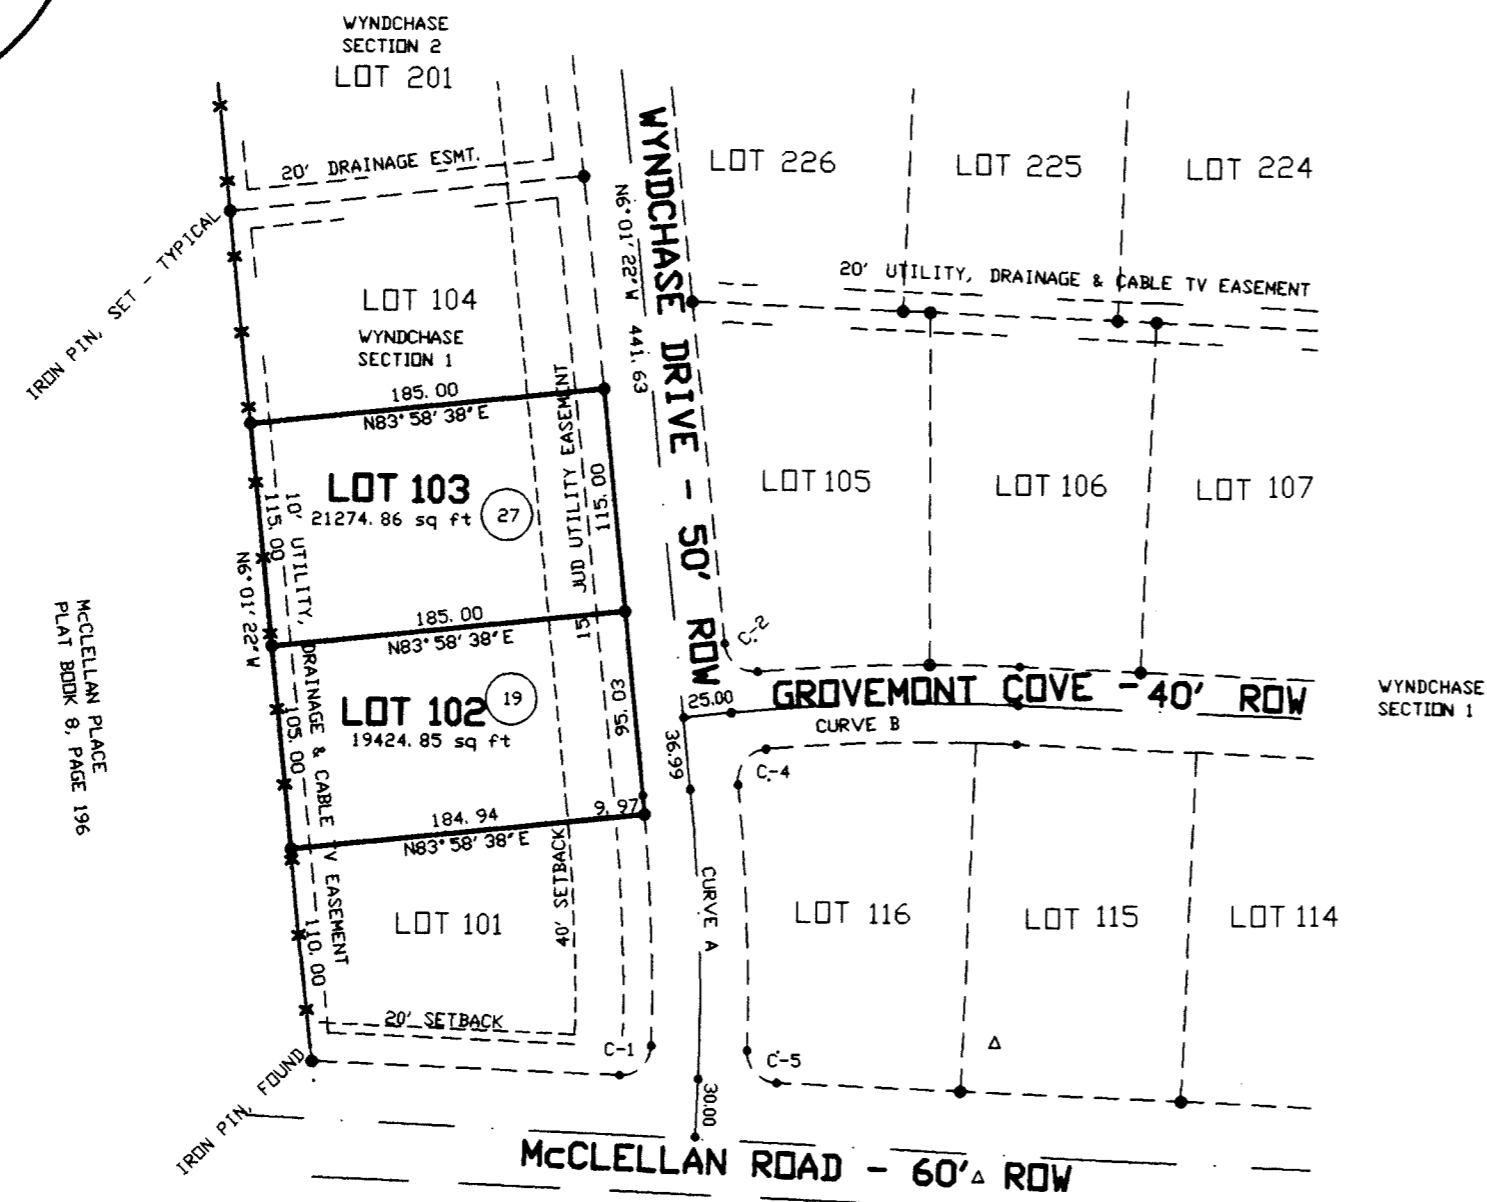 WYNDCHASE
SECTION 2
LOT 201
20' DRAINAGE ESMT.
IRON PIN, SET - TYPICAL
LOT 104
WYNDCHASE
SECTION 1
185.00
N83°58'38"E
LOT 103
21274.86 sq ft
27
115.00
115.00
N6°01'22"W
10' UTILITY, DRAINAGE & CABLE TV EASEMENT
15' JUD UTILITY EASEMENT
185.00
N83°58'38"E
LOT 102
19424.85 sq ft
19
105.00
95.03
9.97
184.94
N83°58'38"E
McCLELLAN PLACE
PLAT BOOK 8, PAGE 196
LOT 101
40' SETBACK
110.00
20' SETBACK
C-1
IRON PIN, FOUND
WYNDCHASE DRIVE - 50' ROW
N6°01'22"W 441.63
LOT 226
LOT 225
LOT 224
20' UTILITY, DRAINAGE & CABLE TV EASEMENT
LOT 105
LOT 106
LOT 107
C-2
GROVEMONT COVE - 40' ROW
25.00
CURVE B
WYNDCHASE
SECTION 1
36.99
C-4
CURVE A
LOT 116
LOT 115
LOT 114
C-5
30.00
McCLELLAN ROAD - 60' ROW